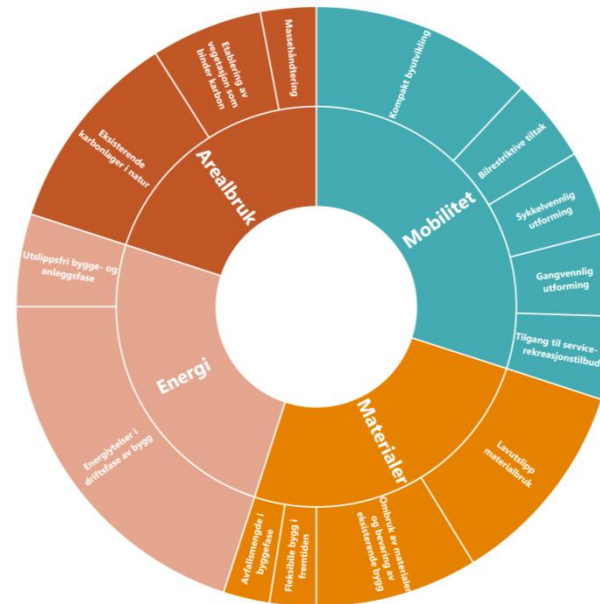 Massehåndtering
Etablering av
vegetasjon som
binder karbon
Eksisterende
karbonlager i natur
Arealbruk
Kompakt byutvikling
Bilrestriktive tiltak
Sykkelvennlig
utforming
Gangvennlig
utforming
Tilgang til service-
rekreasjonstilbud
Mobilitet
Utslippsfri bygge- og
anleggsfase
Energiytelser i
driftsfase av bygg
Energi
Materialer
Lavutslipp
materialbruk
Ombruk av materialer
og bevaring av
eksisterende bygg
Fleksibile bygg i
fremtiden
Avfallsmengde i
byggefase